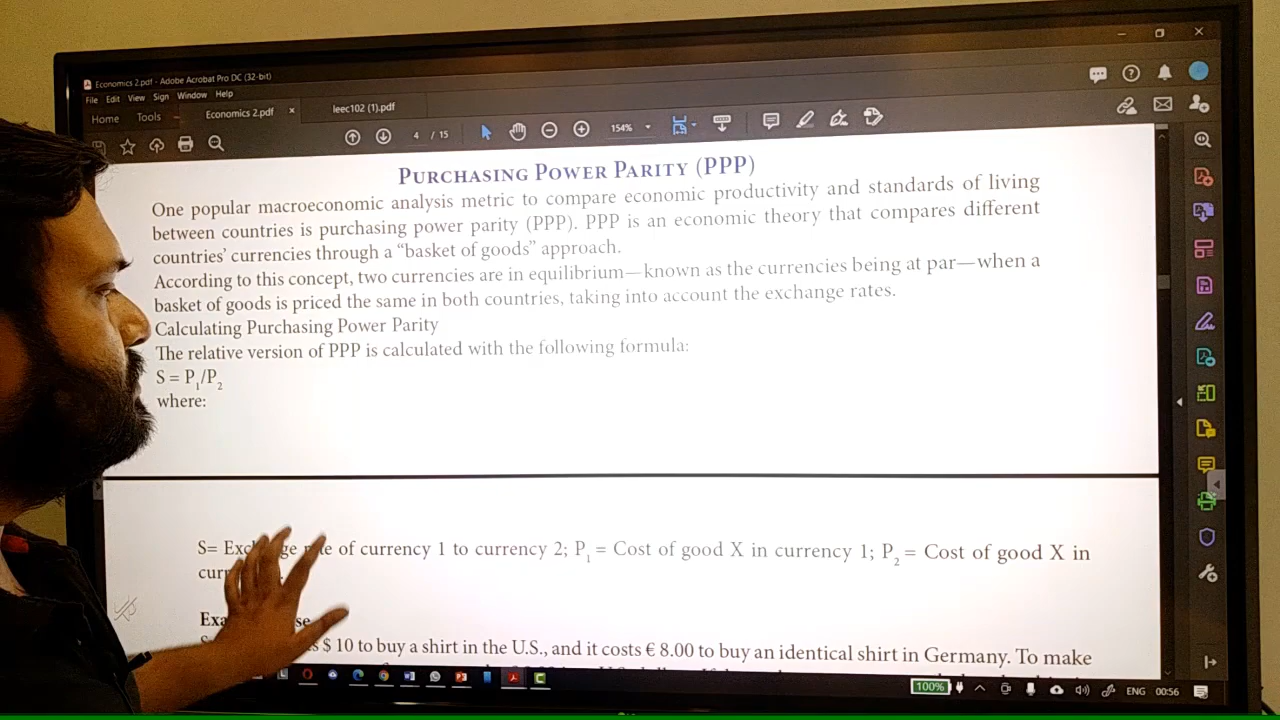 Economics 2.pdf - Adobe Acrobat Pro DC (32-bit)
File Edit View Sign Window Help
Home Tools Economics 2.pdf × leec102 (1).pdf
4 / 15 154%
PURCHASING POWER PARITY (PPP)
One popular macroeconomic analysis metric to compare economic productivity and standards of living
between countries is purchasing power parity (PPP). PPP is an economic theory that compares different
countries' currencies through a “basket of goods” approach.
According to this concept, two currencies are in equilibrium—known as the currencies being at par—when a
basket of goods is priced the same in both countries, taking into account the exchange rates.
Calculating Purchasing Power Parity
The relative version of PPP is calculated with the following formula:
S = P₁/P₂
where:
S= Exchange rate of currency 1 to currency 2; P₁ = Cost of good X in currency 1; P₂ = Cost of good X in
$ 10 to buy a shirt in the U.S., and it costs € 8.00 to buy an identical shirt in Germany. To make
100% ENG 00:56